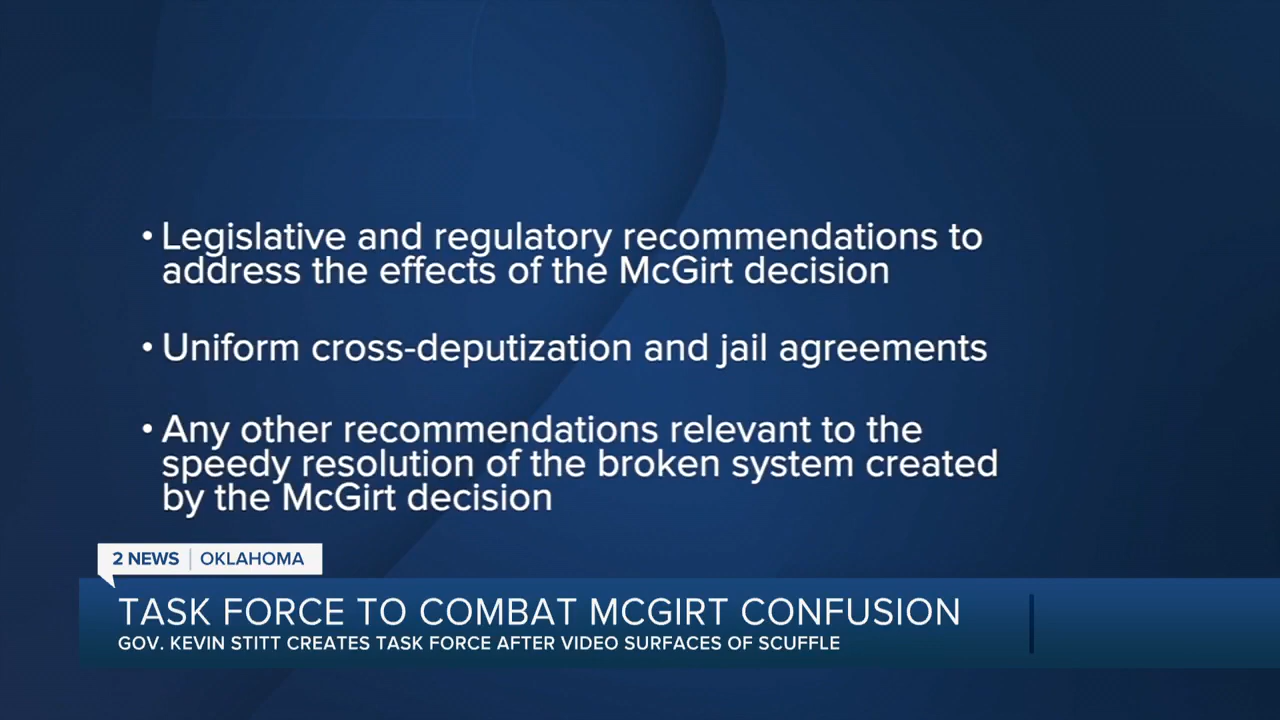 • Legislative and regulatory recommendations to
address the effects of the McGirt decision
• Uniform cross-deputization and jail agreements
• Any other recommendations relevant to the
speedy resolution of the broken system created
by the McGirt decision
2 NEWS | OKLAHOMA
TASK FORCE TO COMBAT MCGIRT CONFUSION
GOV. KEVIN STITT CREATES TASK FORCE AFTER VIDEO SURFACES OF SCUFFLE